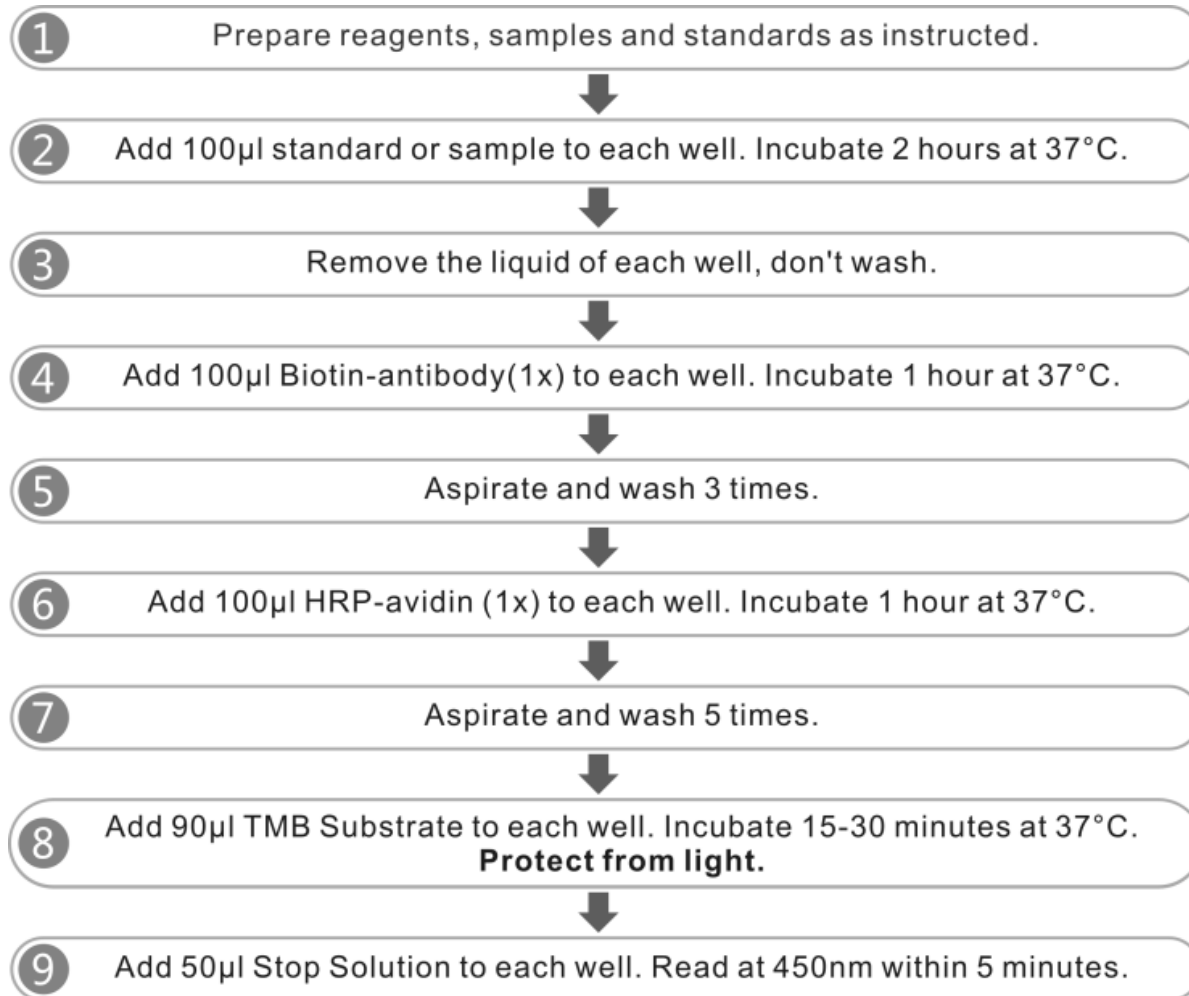 1 Prepare reagents, samples and standards as instructed.
2 Add 100μl standard or sample to each well. Incubate 2 hours at 37°C.
3 Remove the liquid of each well, don't wash.
4 Add 100μl Biotin-antibody(1x) to each well. Incubate 1 hour at 37°C.
5 Aspirate and wash 3 times.
6 Add 100μl HRP-avidin (1x) to each well. Incubate 1 hour at 37°C.
7 Aspirate and wash 5 times.
8 Add 90μl TMB Substrate to each well. Incubate 15-30 minutes at 37°C.
Protect from light.
9 Add 50μl Stop Solution to each well. Read at 450nm within 5 minutes.